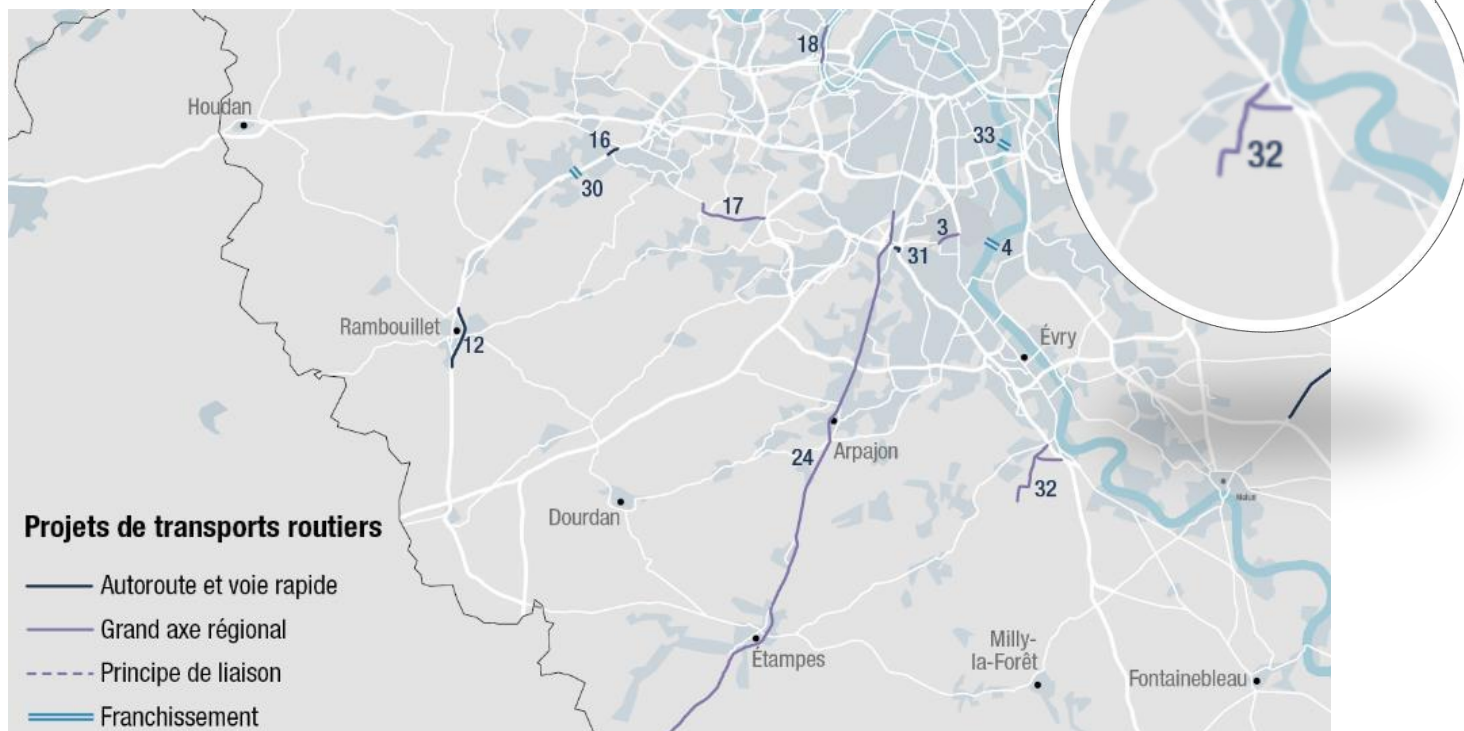 18
Houdan
16
33
32
30
17
3
31
4
Rambouillet
12
Évry
24
Arpajon
32
Dourdan
Projets de transports routiers
Autoroute et voie rapide
Grand axe régional
Principe de liaison
Franchissement
Étampes
Milly-
la-Forêt
Fontainebleau